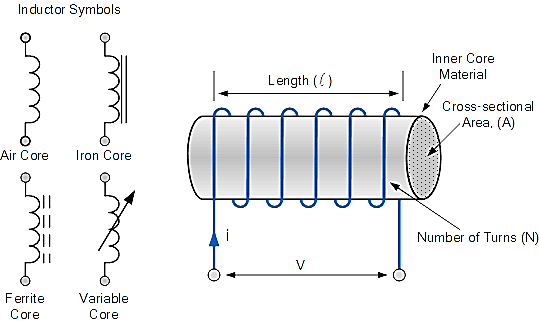 Inductor Symbols
Air Core
Iron Core
Ferrite
Core
Variable
Core
Length (ℓ)
Inner Core
Material
Cross-sectional
Area, (A)
Number of Turns (N)
i
V